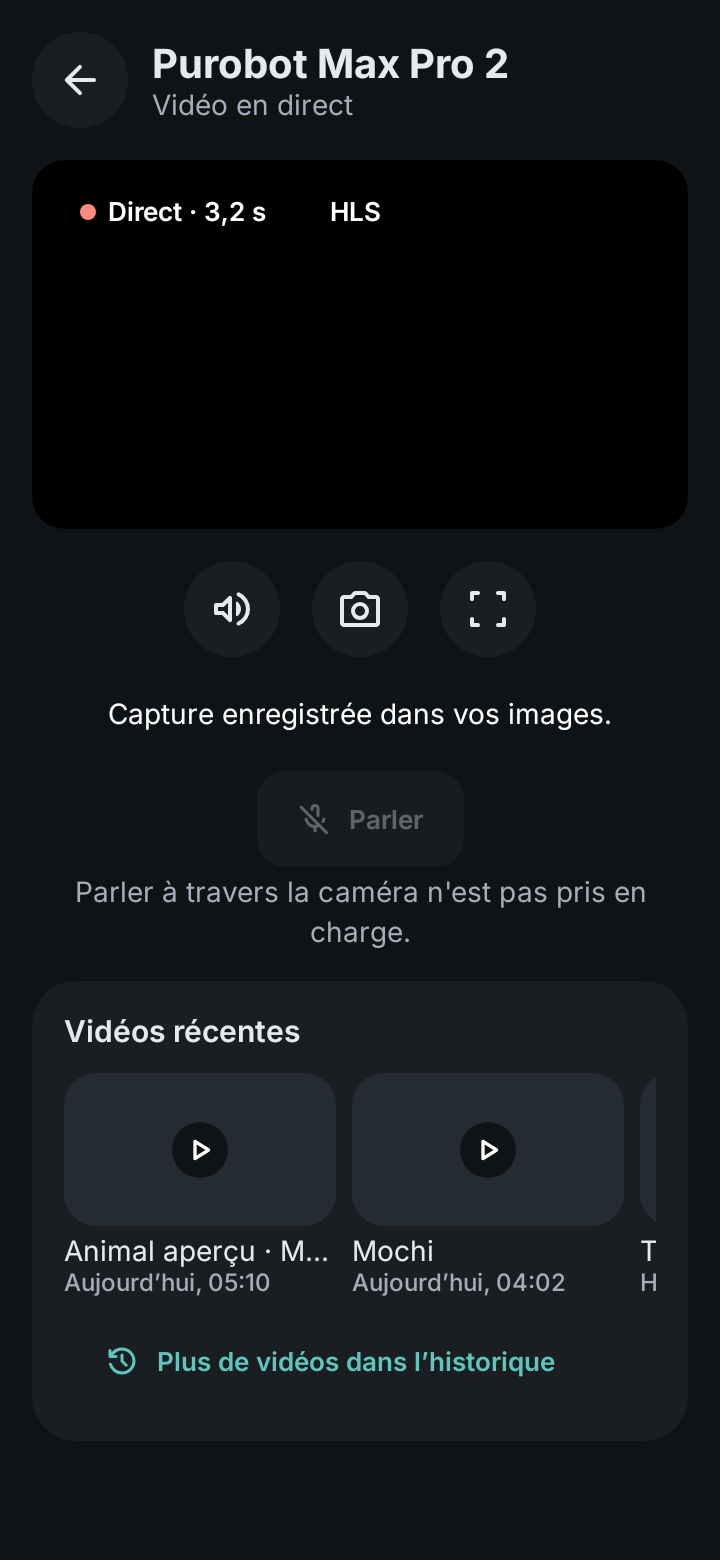 Purobot Max Pro 2
Vidéo en direct
Direct · 3,2 s
HLS
Capture enregistrée dans vos images.
Parler
Parler à travers la caméra n'est pas pris en
charge.
Vidéos récentes
Animal aperçu · M...
Mochi
T
Aujourd’hui, 05:10
Aujourd’hui, 04:02
H
Plus de vidéos dans l’historique